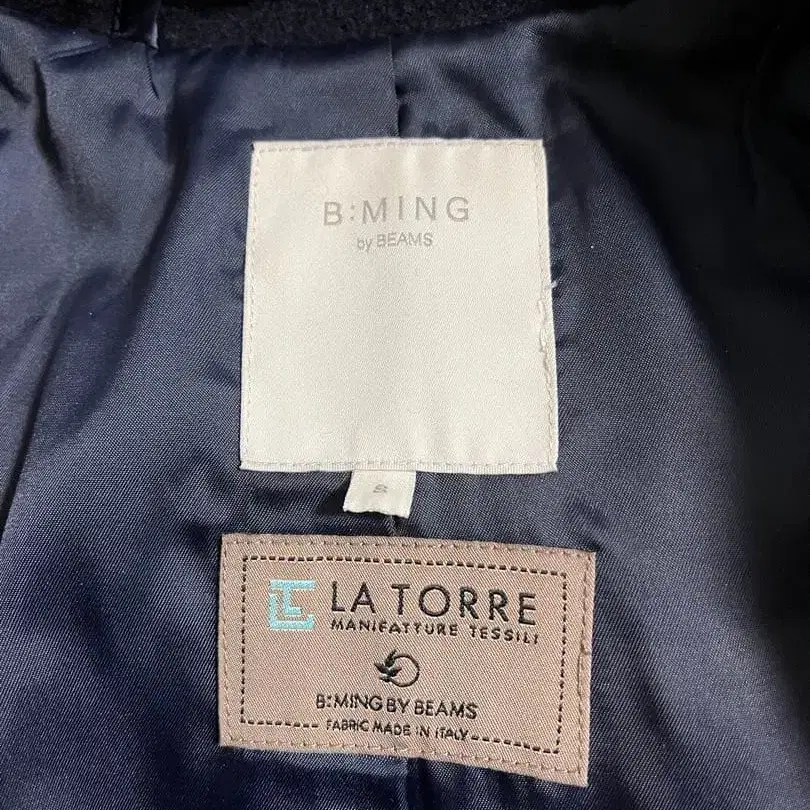 B:MING
by BEAMS
S
LA TORRE
MANIFATTURE TESSILI
B:MING BY BEAMS
FABRIC MADE IN ITALY